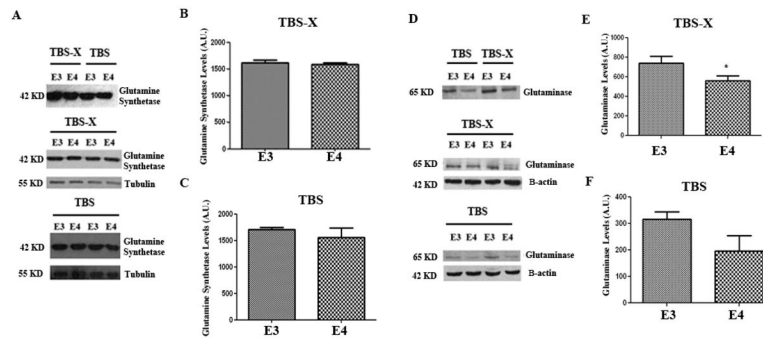 A
TBS-X TBS
E3 E4 E3 E4
42 KD
Glutamine
Synthetase
TBS-X
E3 E4 E3 E4
42 KD
Glutamine
Synthetase
55 KD
Tubulin
TBS
E3 E4 E3 E4
42 KD
Glutamine
Synthetase
55 KD
Tubulin
B
TBS-X
Glutamine Synthetase Levels (A.U.)
2000
1500
1000
500
0
E3 E4
C
TBS
Glutamine Synthetase Levels (A.U.)
2000
1500
1000
500
0
E3 E4
D
TBS TBS-X
E3 E4 E3 E4
65 KD
Glutaminase
TBS-X
E3 E4 E3 E4
65 KD
Glutaminase
42 KD
B-actin
TBS
E3 E4 E3 E4
65 KD
Glutaminase
42 KD
B-actin
E
TBS-X
Glutaminase Levels (A.U.)
1000
800
600
400
200
0
*
E3 E4
F
TBS
Glutaminase Levels (A.U.)
400
300
200
100
0
E3 E4